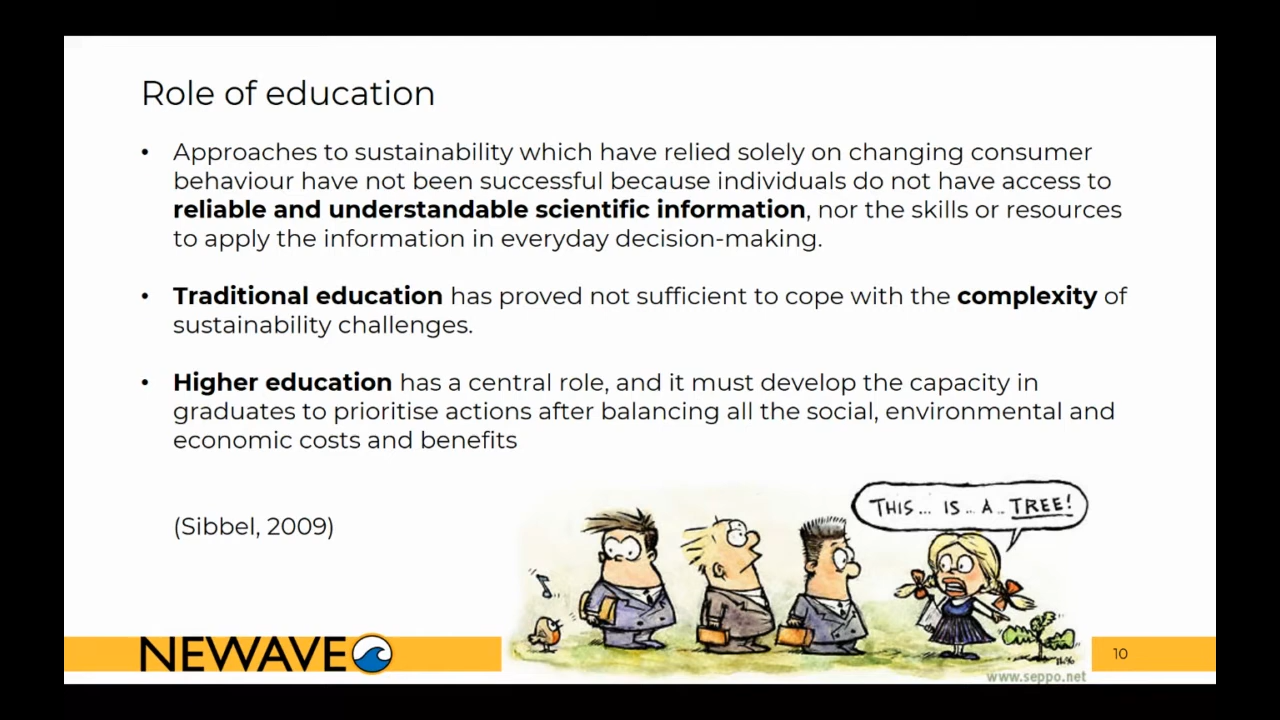 Role of education
• Approaches to sustainability which have relied solely on changing consumer
behaviour have not been successful because individuals do not have access to
reliable and understandable scientific information, nor the skills or resources
to apply the information in everyday decision-making.
• Traditional education has proved not sufficient to cope with the complexity of
sustainability challenges.
• Higher education has a central role, and it must develop the capacity in
graduates to prioritise actions after balancing all the social, environmental and
economic costs and benefits
THIS... IS... A.. TREE!
(Sibbel, 2009)
NEWAVE
10
www.seppo.net